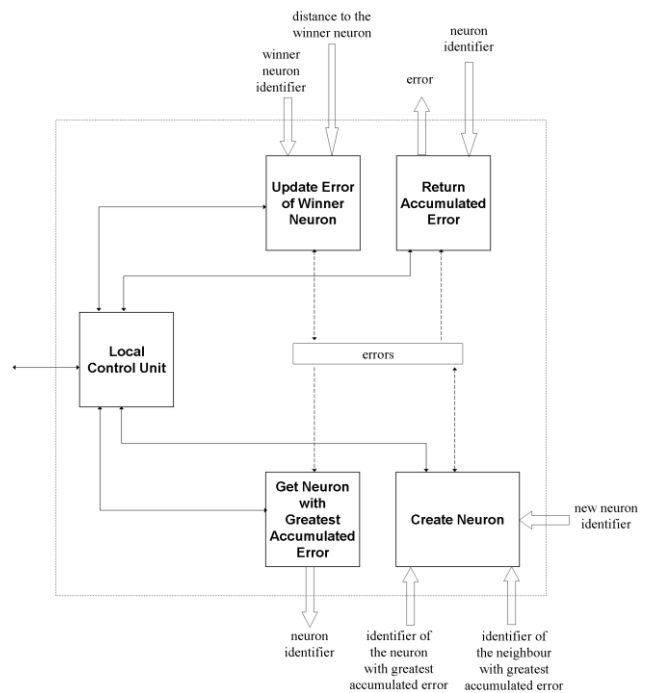 distance to the
winner neuron
winner
neuron
identifier
error
neuron
identifier
Update Error
of Winner
Neuron
Return
Accumulated
Error
Local
Control Unit
errors
Get Neuron
with
Greatest
Accumulated
Error
Create Neuron
new neuron
identifier
neuron
identifier
identifier of
the neuron
with greatest
accumulated error
identifier of
the neighbour
with greatest
accumulated error